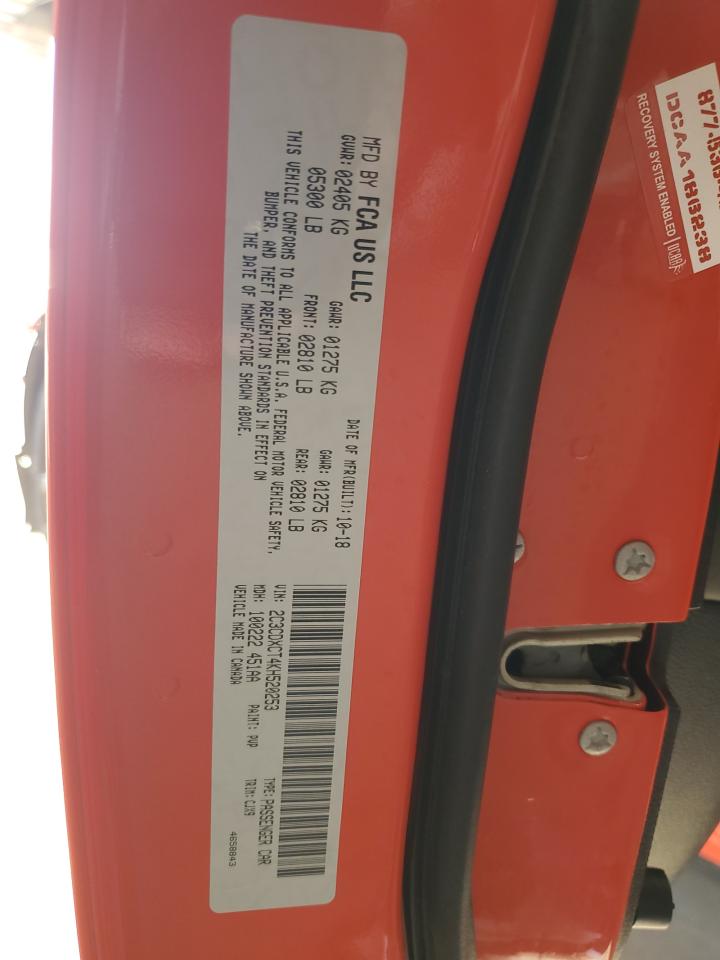 MFD BY FCA US LLC
DATE OF MFR(BUILT): 10-18
GVWR: 02405 KG GAWR: 01275 KG GAWR: 01275 KG
05300 LB FRONT: 02810 LB REAR: 02810 LB
THIS VEHICLE CONFORMS TO ALL APPLICABLE U.S.A. FEDERAL MOTOR VEHICLE SAFETY,
BUMPER, AND THEFT PREVENTION STANDARDS IN EFFECT ON
THE DATE OF MANUFACTURE SHOWN ABOVE.
VIN: 2C3CDXCT4KH520253 TYPE: PASSENGER CAR
MDH: 100222 451AA PAINT: PVP TRIM: CJX9
VEHICLE MADE IN CANADA
4658843
DCAA196238
RECOVERY SYSTEM ENABLED